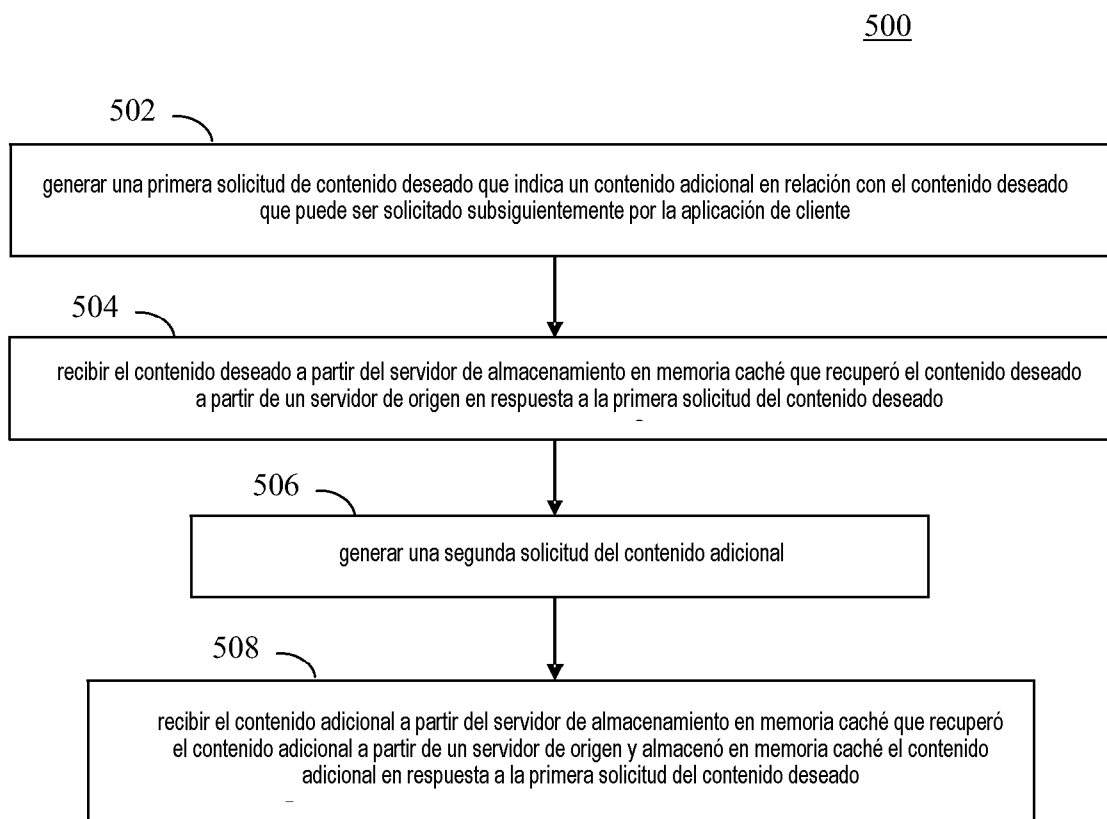 500
502
generar una primera solicitud de contenido deseado que indica un contenido adicional en relación con el contenido deseado
que puede ser solicitado subsiguientemente por la aplicación de cliente
504
recibir el contenido deseado a partir del servidor de almacenamiento en memoria caché que recuperó el contenido deseado
a partir de un servidor de origen en respuesta a la primera solicitud del contenido deseado
506
generar una segunda solicitud del contenido adicional
508
recibir el contenido adicional a partir del servidor de almacenamiento en memoria caché que recuperó
el contenido adicional a partir de un servidor de origen y almacenó en memoria caché el contenido
adicional en respuesta a la primera solicitud del contenido deseado